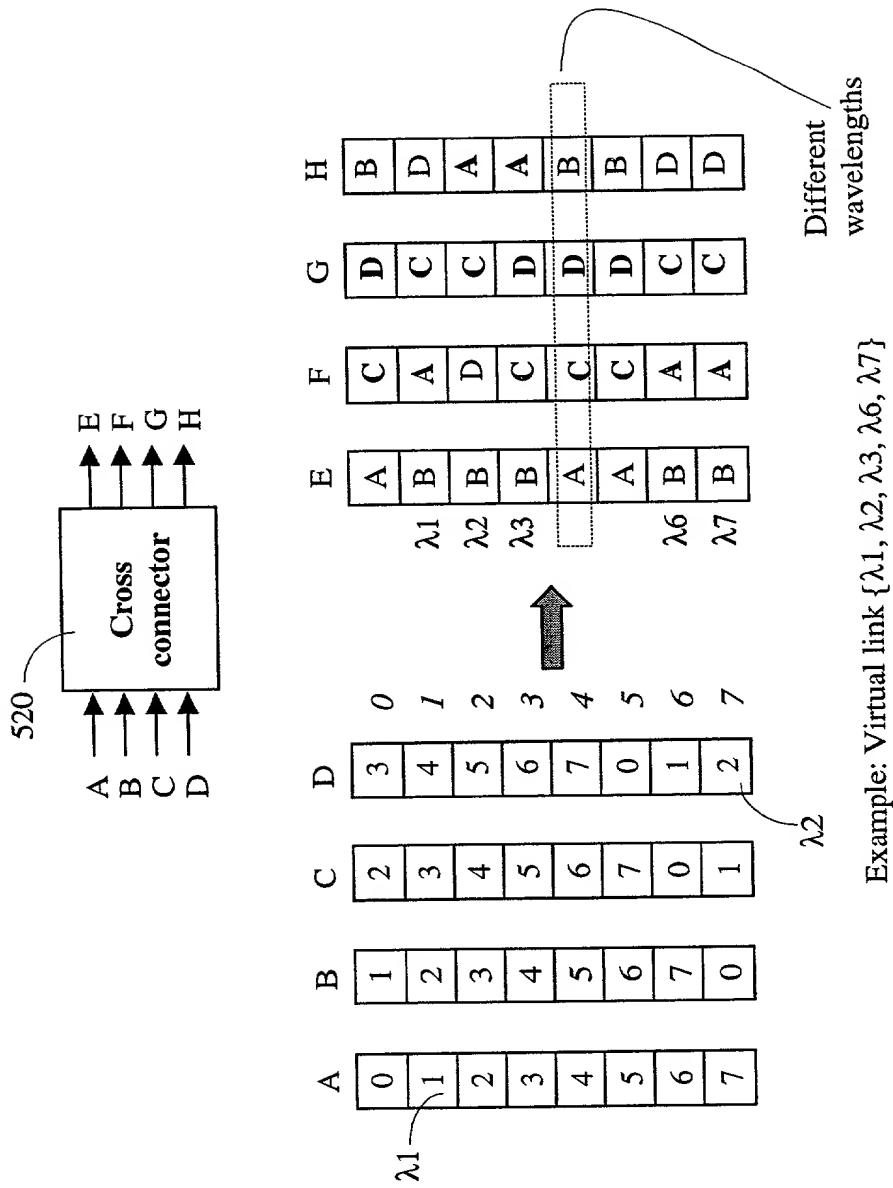 520
Cross
connector
A
B
C
D
E
F
G
H
A B C D
0 1 2 3 0
1 2 3 4 1
2 3 4 5 2
3 4 5 6 3
4 5 6 7 4
5 6 7 0 5
6 7 0 1 6
7 0 1 2 7
λ1
λ2
E F G H
A C D B
λ1 B A C D
λ2 B D C A
λ3 B C D A
A C D B
A C D B
λ6 B A C D
λ7 B A C D
Different
wavelengths
Example: Virtual link {λ1, λ2, λ3, λ6, λ7}